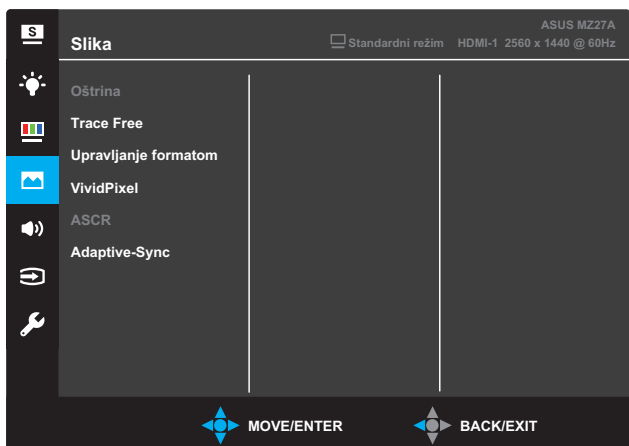 S
ASUS MZ27A
Slika
Standardni režim HDMI-1 2560 x 1440 @ 60Hz
Oštrina
Trace Free
Upravljanje formatom
VividPixel
ASCR
Adaptive-Sync
MOVE/ENTER
BACK/EXIT